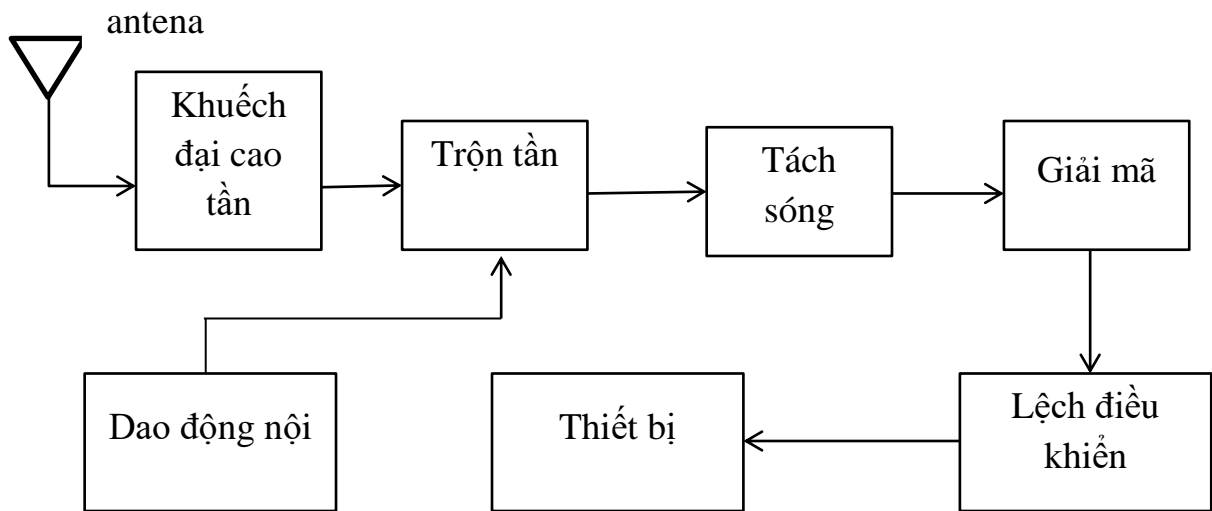 antena
Khuếch
đại cao
tần
Trộn tần
Tách
sóng
Giải mã
Dao động nội
Thiết bị
Lệch điều
khiển